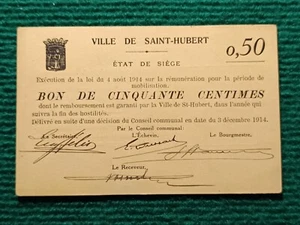 VILLE DE SAINT-HUBERT
0,50
ÉTAT DE SIÈGE
Exécution de la loi du 4 août 1914 sur la rémunération pour la période de
mobilisation.
BON DE CINQUANTE CENTIMES
dont le remboursement est garanti par la Ville de St-Hubert, dans l'année qui
suivra la fin des hostilités.
Délivré en suite d'une décision du Conseil communal en date du 3 décembre 1914.
Par le Conseil communal:
Le Secrétaire
L'Echevin,
Le Bourgmestre,
Le Receveur,